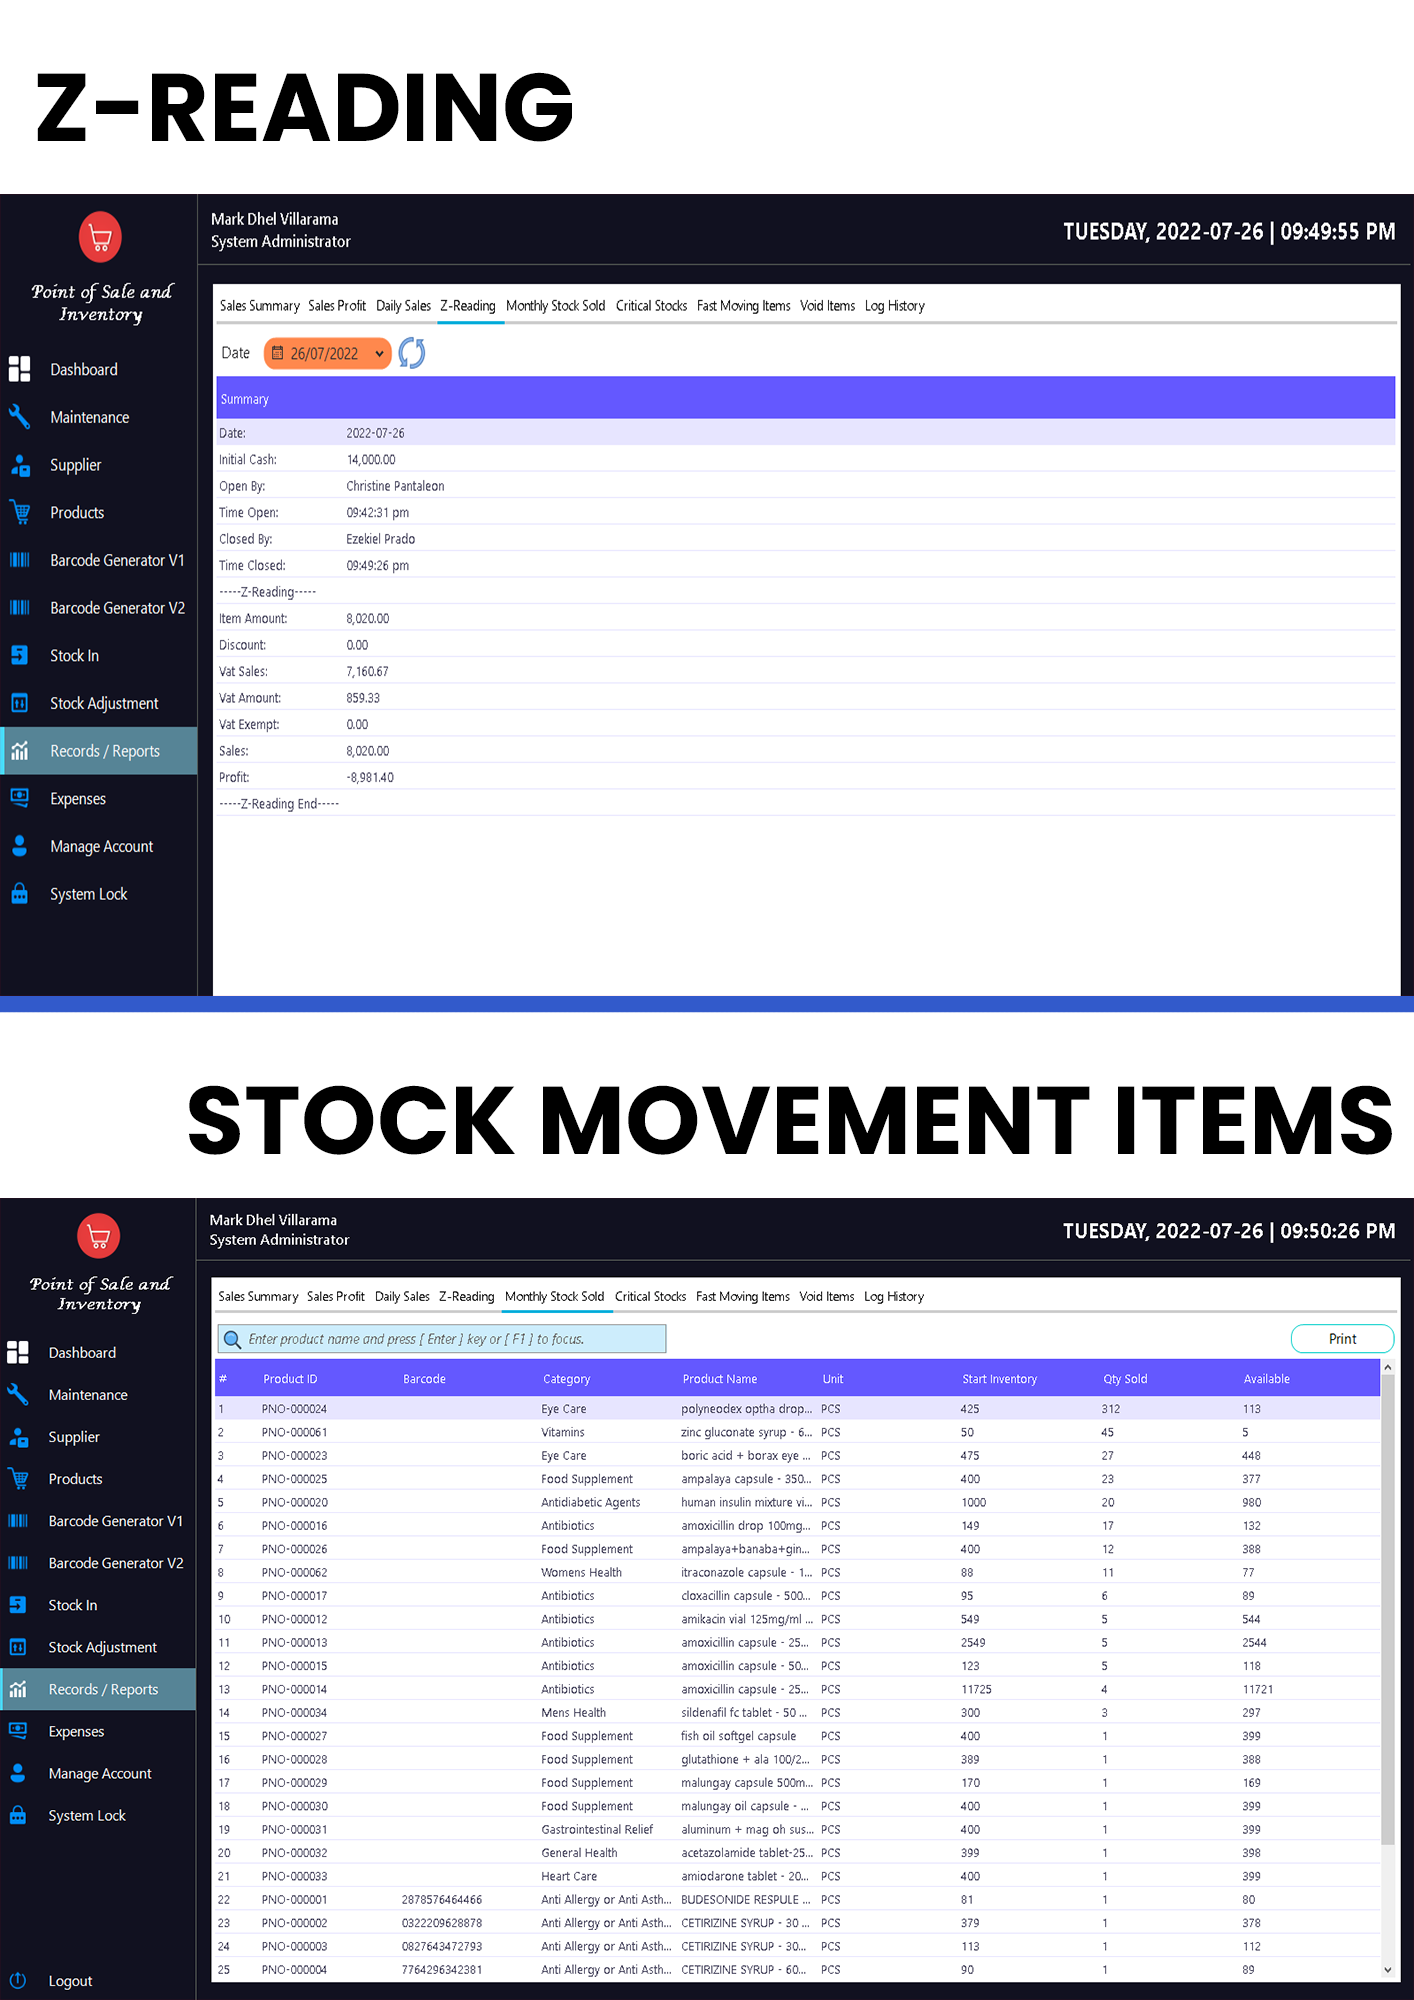 Z-READING
Mark Dhel Villarama
System Administrator
TUESDAY, 2022-07-26 | 09:49:55 PM
Point of Sale and
Inventory
Dashboard
Maintenance
Supplier
Products
Barcode Generator V1
Barcode Generator V2
Stock In
Stock Adjustment
Records / Reports
Expenses
Manage Account
System Lock
Sales Summary Sales Profit Daily Sales Z-Reading Monthly Stock Sold Critical Stocks Fast Moving Items Void Items Log History
Date 26/07/2022
Summary
Date: 2022-07-26
Initial Cash: 14,000.00
Open By: Christine Pantaleon
Time Open: 09:42:31 pm
Closed By: Ezekiel Prado
Time Closed: 09:49:26 pm
-----Z-Reading-----
Item Amount: 8,020.00
Discount: 0.00
Vat Sales: 7,160.67
Vat Amount: 859.33
Vat Exempt: 0.00
Sales: 8,020.00
Profit: -8,981.40
-----Z-Reading End-----
STOCK MOVEMENT ITEMS
Mark Dhel Villarama
System Administrator
TUESDAY, 2022-07-26 | 09:50:26 PM
Point of Sale and
Inventory
Dashboard
Maintenance
Supplier
Products
Barcode Generator V1
Barcode Generator V2
Stock In
Stock Adjustment
Records / Reports
Expenses
Manage Account
System Lock
Logout
Sales Summary Sales Profit Daily Sales Z-Reading Monthly Stock Sold Critical Stocks Fast Moving Items Void Items Log History
Enter product name and press [ Enter ] key or [ F1 ] to focus.
Print
# Product ID Barcode Category Product Name Unit Start Inventory Qty Sold Available
1 PNO-000024 Eye Care polyneodex optha drop... PCS 425 312 113
2 PNO-000061 Vitamins zinc gluconate syrup - 6... PCS 50 45 5
3 PNO-000023 Eye Care boric acid + borax eye ... PCS 475 27 448
4 PNO-000025 Food Supplement ampalaya capsule - 350... PCS 400 23 377
5 PNO-000020 Antidiabetic Agents human insulin mixture vi... PCS 1000 20 980
6 PNO-000016 Antibiotics amoxicillin drop 100mg... PCS 149 17 132
7 PNO-000026 Food Supplement ampalaya+banaba+gin... PCS 400 12 388
8 PNO-000062 Womens Health itraconazole capsule - 1... PCS 88 11 77
9 PNO-000017 Antibiotics cloxacillin capsule - 500... PCS 95 6 89
10 PNO-000012 Antibiotics amikacin vial 125mg/ml ... PCS 549 5 544
11 PNO-000013 Antibiotics amoxicillin capsule - 25... PCS 2549 5 2544
12 PNO-000015 Antibiotics amoxicillin capsule - 50... PCS 123 5 118
13 PNO-000014 Antibiotics amoxicillin capsule - 25... PCS 11725 4 11721
14 PNO-000034 Mens Health sildenafil fc tablet - 50 ... PCS 300 3 297
15 PNO-000027 Food Supplement fish oil softgel capsule PCS 400 1 399
16 PNO-000028 Food Supplement glutathione + ala 100/2... PCS 389 1 388
17 PNO-000029 Food Supplement malungay capsule 500m... PCS 170 1 169
18 PNO-000030 Food Supplement malungay oil capsule - ... PCS 400 1 399
19 PNO-000031 Gastrointestinal Relief aluminum + mag oh sus... PCS 400 1 399
20 PNO-000032 General Health acetazolamide tablet-25... PCS 399 1 398
21 PNO-000033 Heart Care amiodarone tablet - 20... PCS 400 1 399
22 PNO-000001 2878576464466 Anti Allergy or Anti Asth... BUDESONIDE RESPULE ... PCS 81 1 80
23 PNO-000002 0322209628878 Anti Allergy or Anti Asth... CETIRIZINE SYRUP - 30 ... PCS 379 1 378
24 PNO-000003 0827643472793 Anti Allergy or Anti Asth... CETIRIZINE SYRUP - 30... PCS 113 1 112
25 PNO-000004 7764296342381 Anti Allergy or Anti Asth... CETIRIZINE SYRUP - 60... PCS 90 1 89